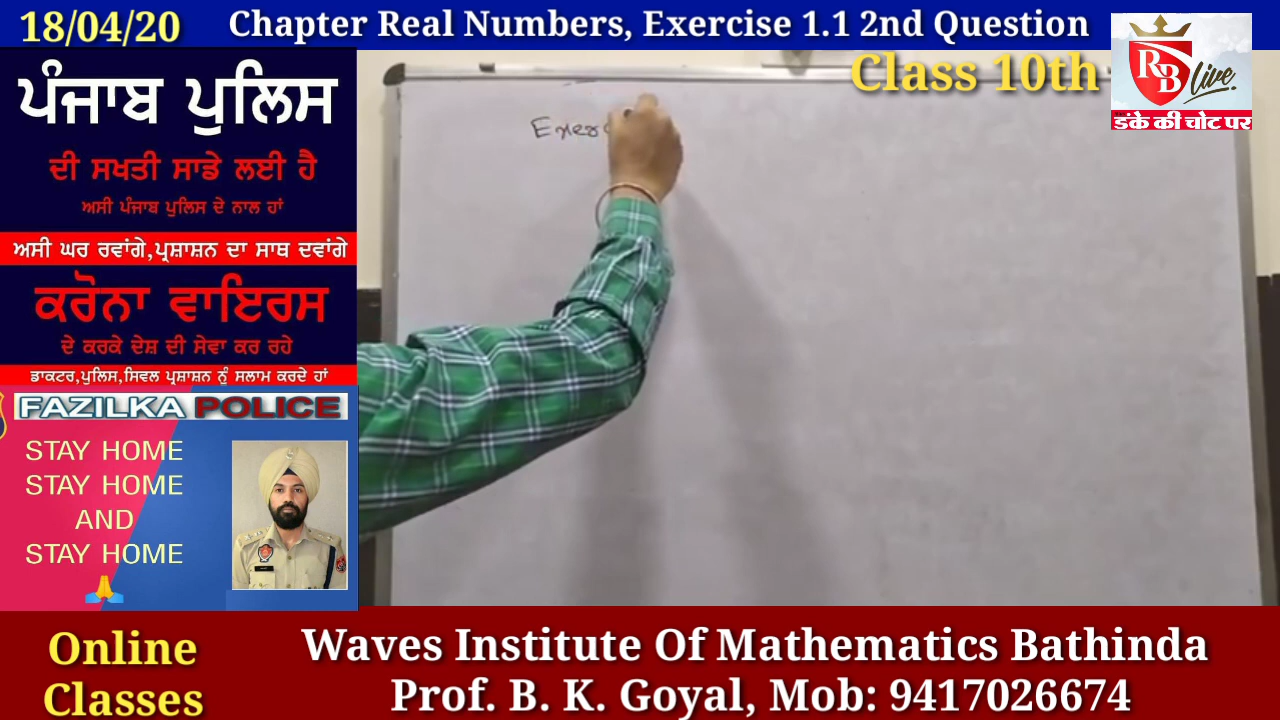 18/04/20
Chapter Real Numbers, Exercise 1.1 2nd Question
Class 10th
RB
Live.
डंके की चोट पर
ਪੰਜਾਬ ਪੁਲਿਸ
ਦੀ ਸਖਤੀ ਸਾਡੇ ਲਈ ਹੈ
ਅਸੀ ਪੰਜਾਬ ਪੁਲਿਸ ਦੇ ਨਾਲ ਹਾਂ
ਅਸੀ ਘਰ ਰਵਾਂਗੇ,ਪ੍ਰਸ਼ਾਸ਼ਨ ਦਾ ਸਾਥ ਦਵਾਂਗੇ
ਕਰੋਨਾ ਵਾਇਰਸ
ਦੇ ਕਰਕੇ ਦੇਸ਼ ਦੀ ਸੇਵਾ ਕਰ ਰਹੇ
ਡਾਕਟਰ,ਪੁਲਿਸ,ਸਿਵਲ ਪ੍ਰਸ਼ਾਸਨ ਨੂੰ ਸਲਾਮ ਕਰਦੇ ਹਾਂ
FAZILKA POLICE
STAY HOME
STAY HOME
AND
STAY HOME
Exer
Online
Classes
Waves Institute Of Mathematics Bathinda
Prof. B. K. Goyal, Mob: 9417026674